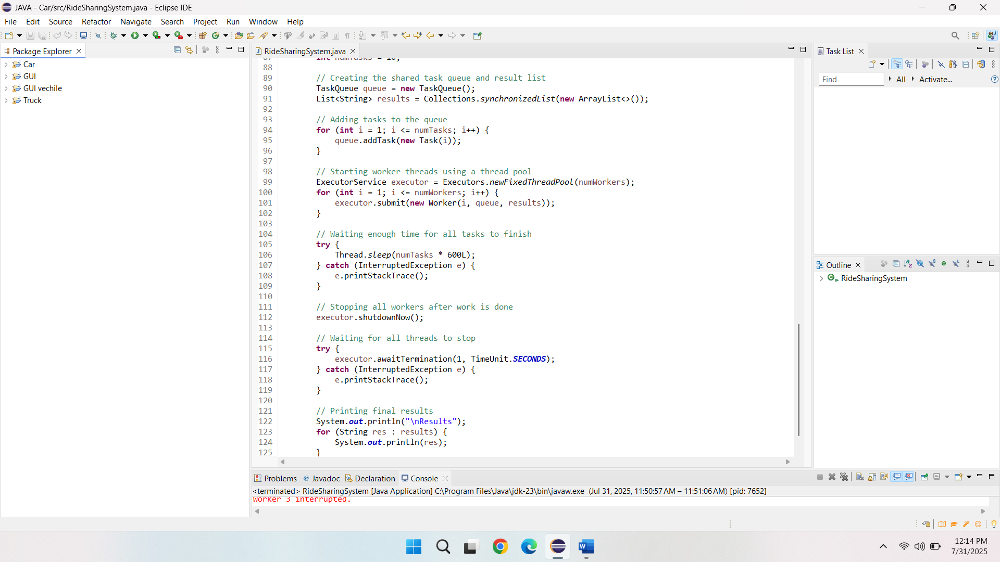 JAVA - Car/src/RideSharingSystem.java - Eclipse IDE
File Edit Source Refactor Navigate Search Project Run Window Help
Package Explorer
Car
GUI
GUI vechile
Truck
RideSharingSystem.java
87 int numTasks = 10;
88
89 // Creating the shared task queue and result list
90 TaskQueue queue = new TaskQueue();
91 List<String> results = Collections.synchronizedList(new ArrayList<>());
92
93 // Adding tasks to the queue
94 for (int i = 1; i <= numTasks; i++) {
95 queue.addTask(new Task(i));
96 }
97
98 // Starting worker threads using a thread pool
99 ExecutorService executor = Executors.newFixedThreadPool(numWorkers);
100 for (int i = 1; i <= numWorkers; i++) {
101 executor.submit(new Worker(i, queue, results));
102 }
103
104 // Waiting enough time for all tasks to finish
105 try {
106 Thread.sleep(numTasks * 600L);
107 } catch (InterruptedException e) {
108 e.printStackTrace();
109 }
110
111 // Stopping all workers after work is done
112 executor.shutdownNow();
113
114 // Waiting for all threads to stop
115 try {
116 executor.awaitTermination(1, TimeUnit.SECONDS);
117 } catch (InterruptedException e) {
118 e.printStackTrace();
119 }
120
121 // Printing final results
122 System.out.println("\nResults");
123 for (String res : results) {
124 System.out.println(res);
125 }
Task List
Find All Activate...
Outline
RideSharingSystem
Problems Javadoc Declaration Console
<terminated> RideSharingSystem [Java Application] C:\Program Files\Java\jdk-23\bin\javaw.exe (Jul 31, 2025, 11:50:57 AM – 11:51:06 AM) [pid: 7652]
Worker 3 interrupted.
12:14 PM
7/31/2025